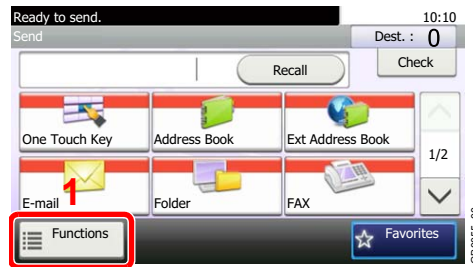 Ready to send.
10:10
Send
Dest. :
0
Recall
Check
One Touch Key
Address Book
Ext Address Book
1/2
E-mail
Folder
FAX
1
Functions
Favorites